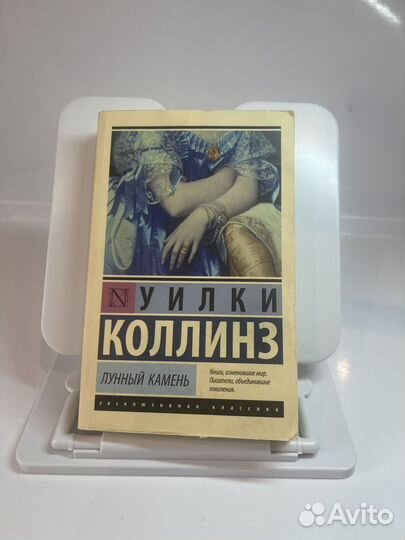 N УИЛКИ
КОЛЛИНЗ
ЛУННЫЙ КАМЕНЬ
Книги, изменившие мир.
Писатели, объединившие
поколения.
эксклюзивная классика
Avito